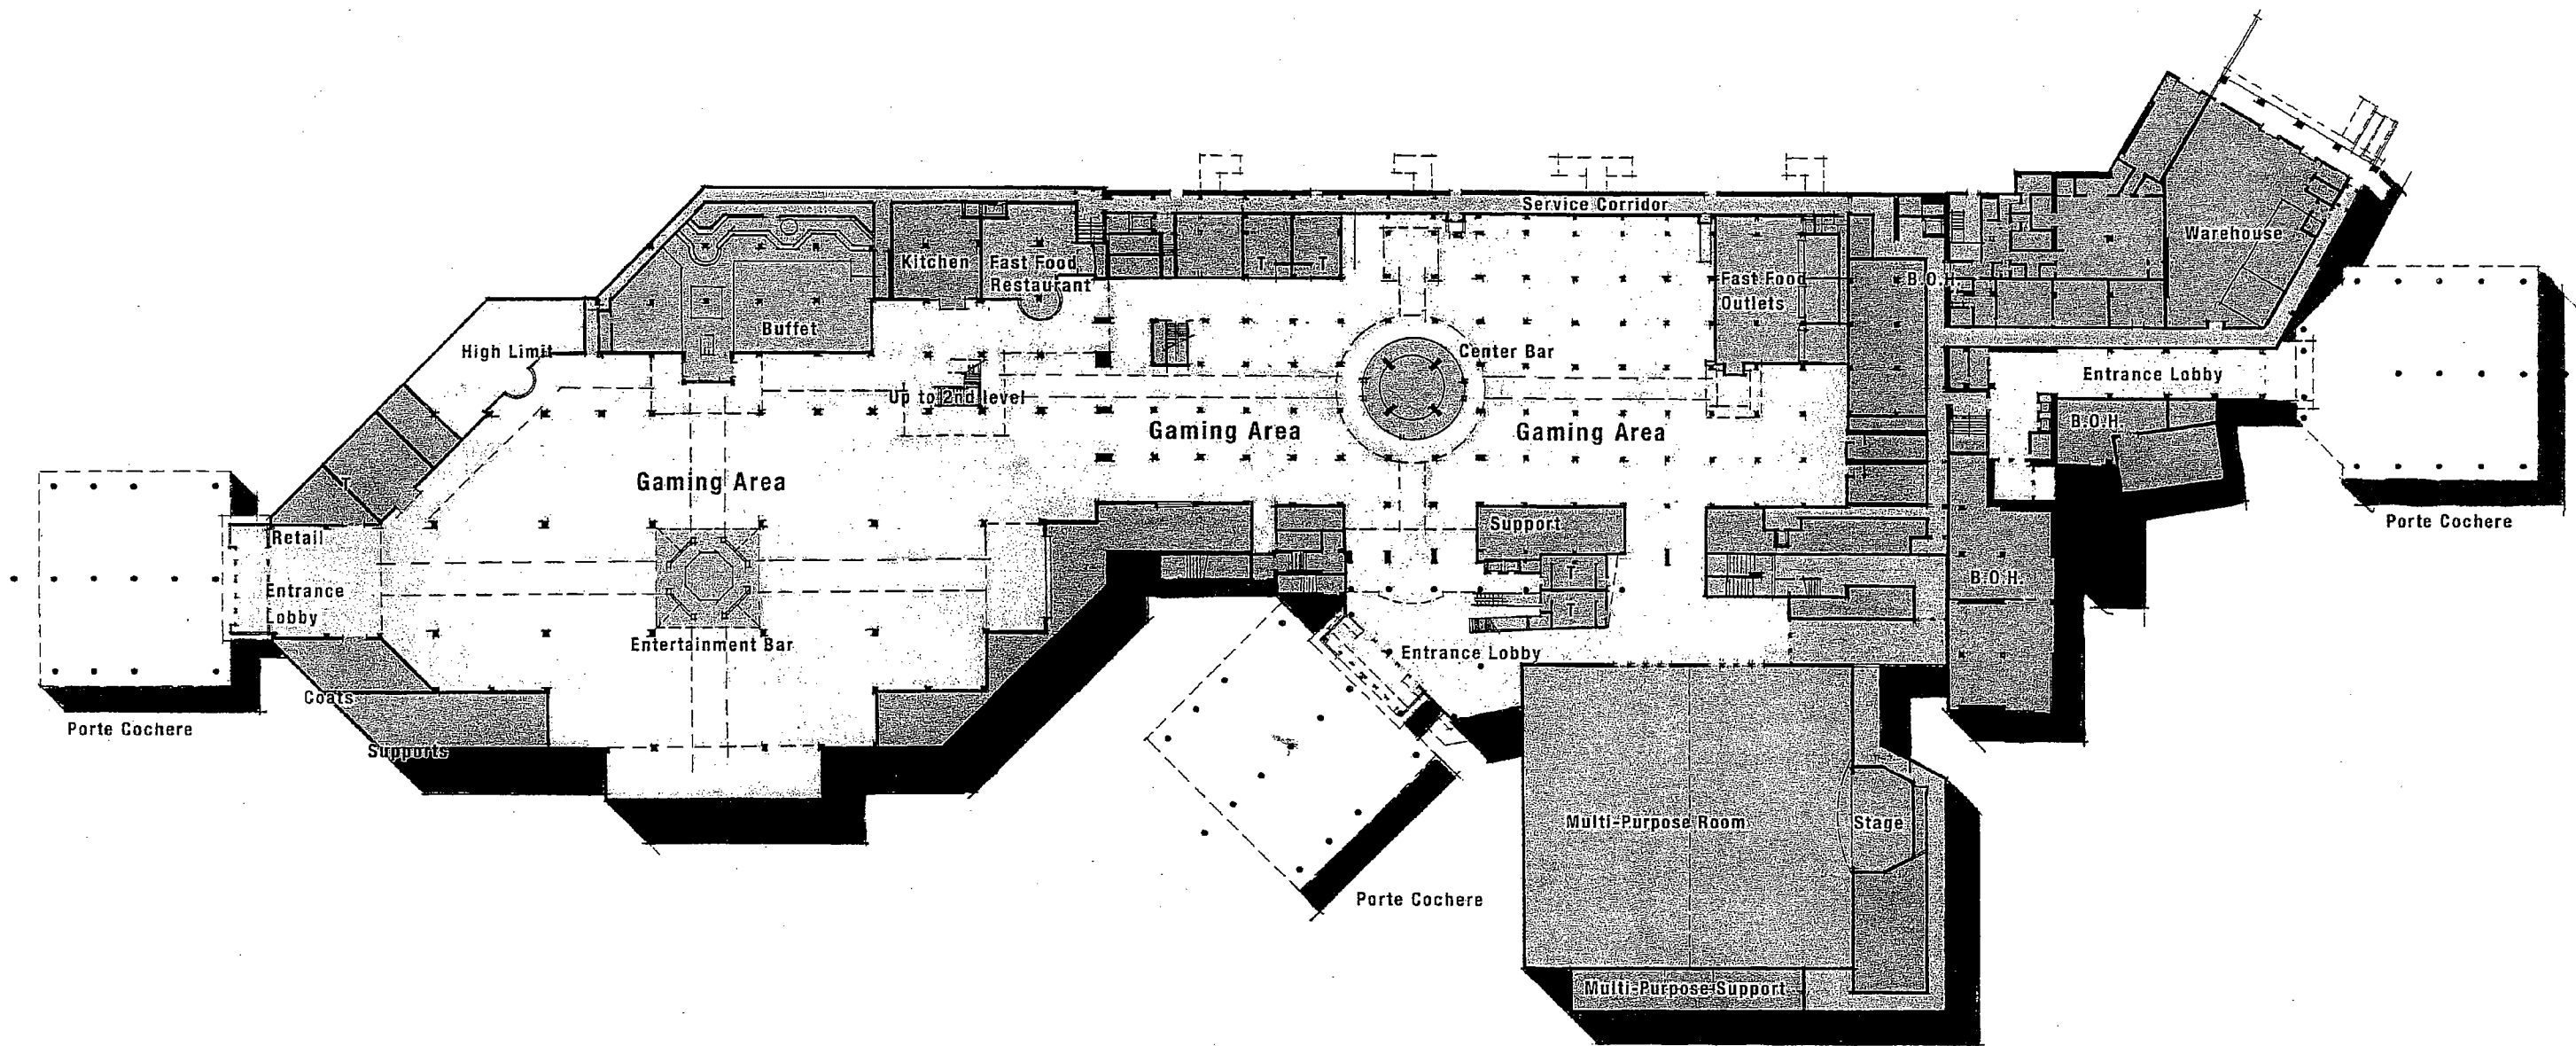 Service Corridor
Warehouse
Kitchen
Fast Food
Restaurant
T
T
Fast Food
Outlets
B.O.H.
Buffet
High Limit
Center Bar
Entrance Lobby
Up to 2nd level
B.O.H.
Gaming Area
Gaming Area
Gaming Area
T
Retail
Support
Porte Cochere
Entrance
Lobby
T
B.O.H.
T
Entertainment Bar
Entrance Lobby
Coats
Porte Cochere
Supports
Multi-Purpose Room
Stage
Porte Cochere
Multi-Purpose Support